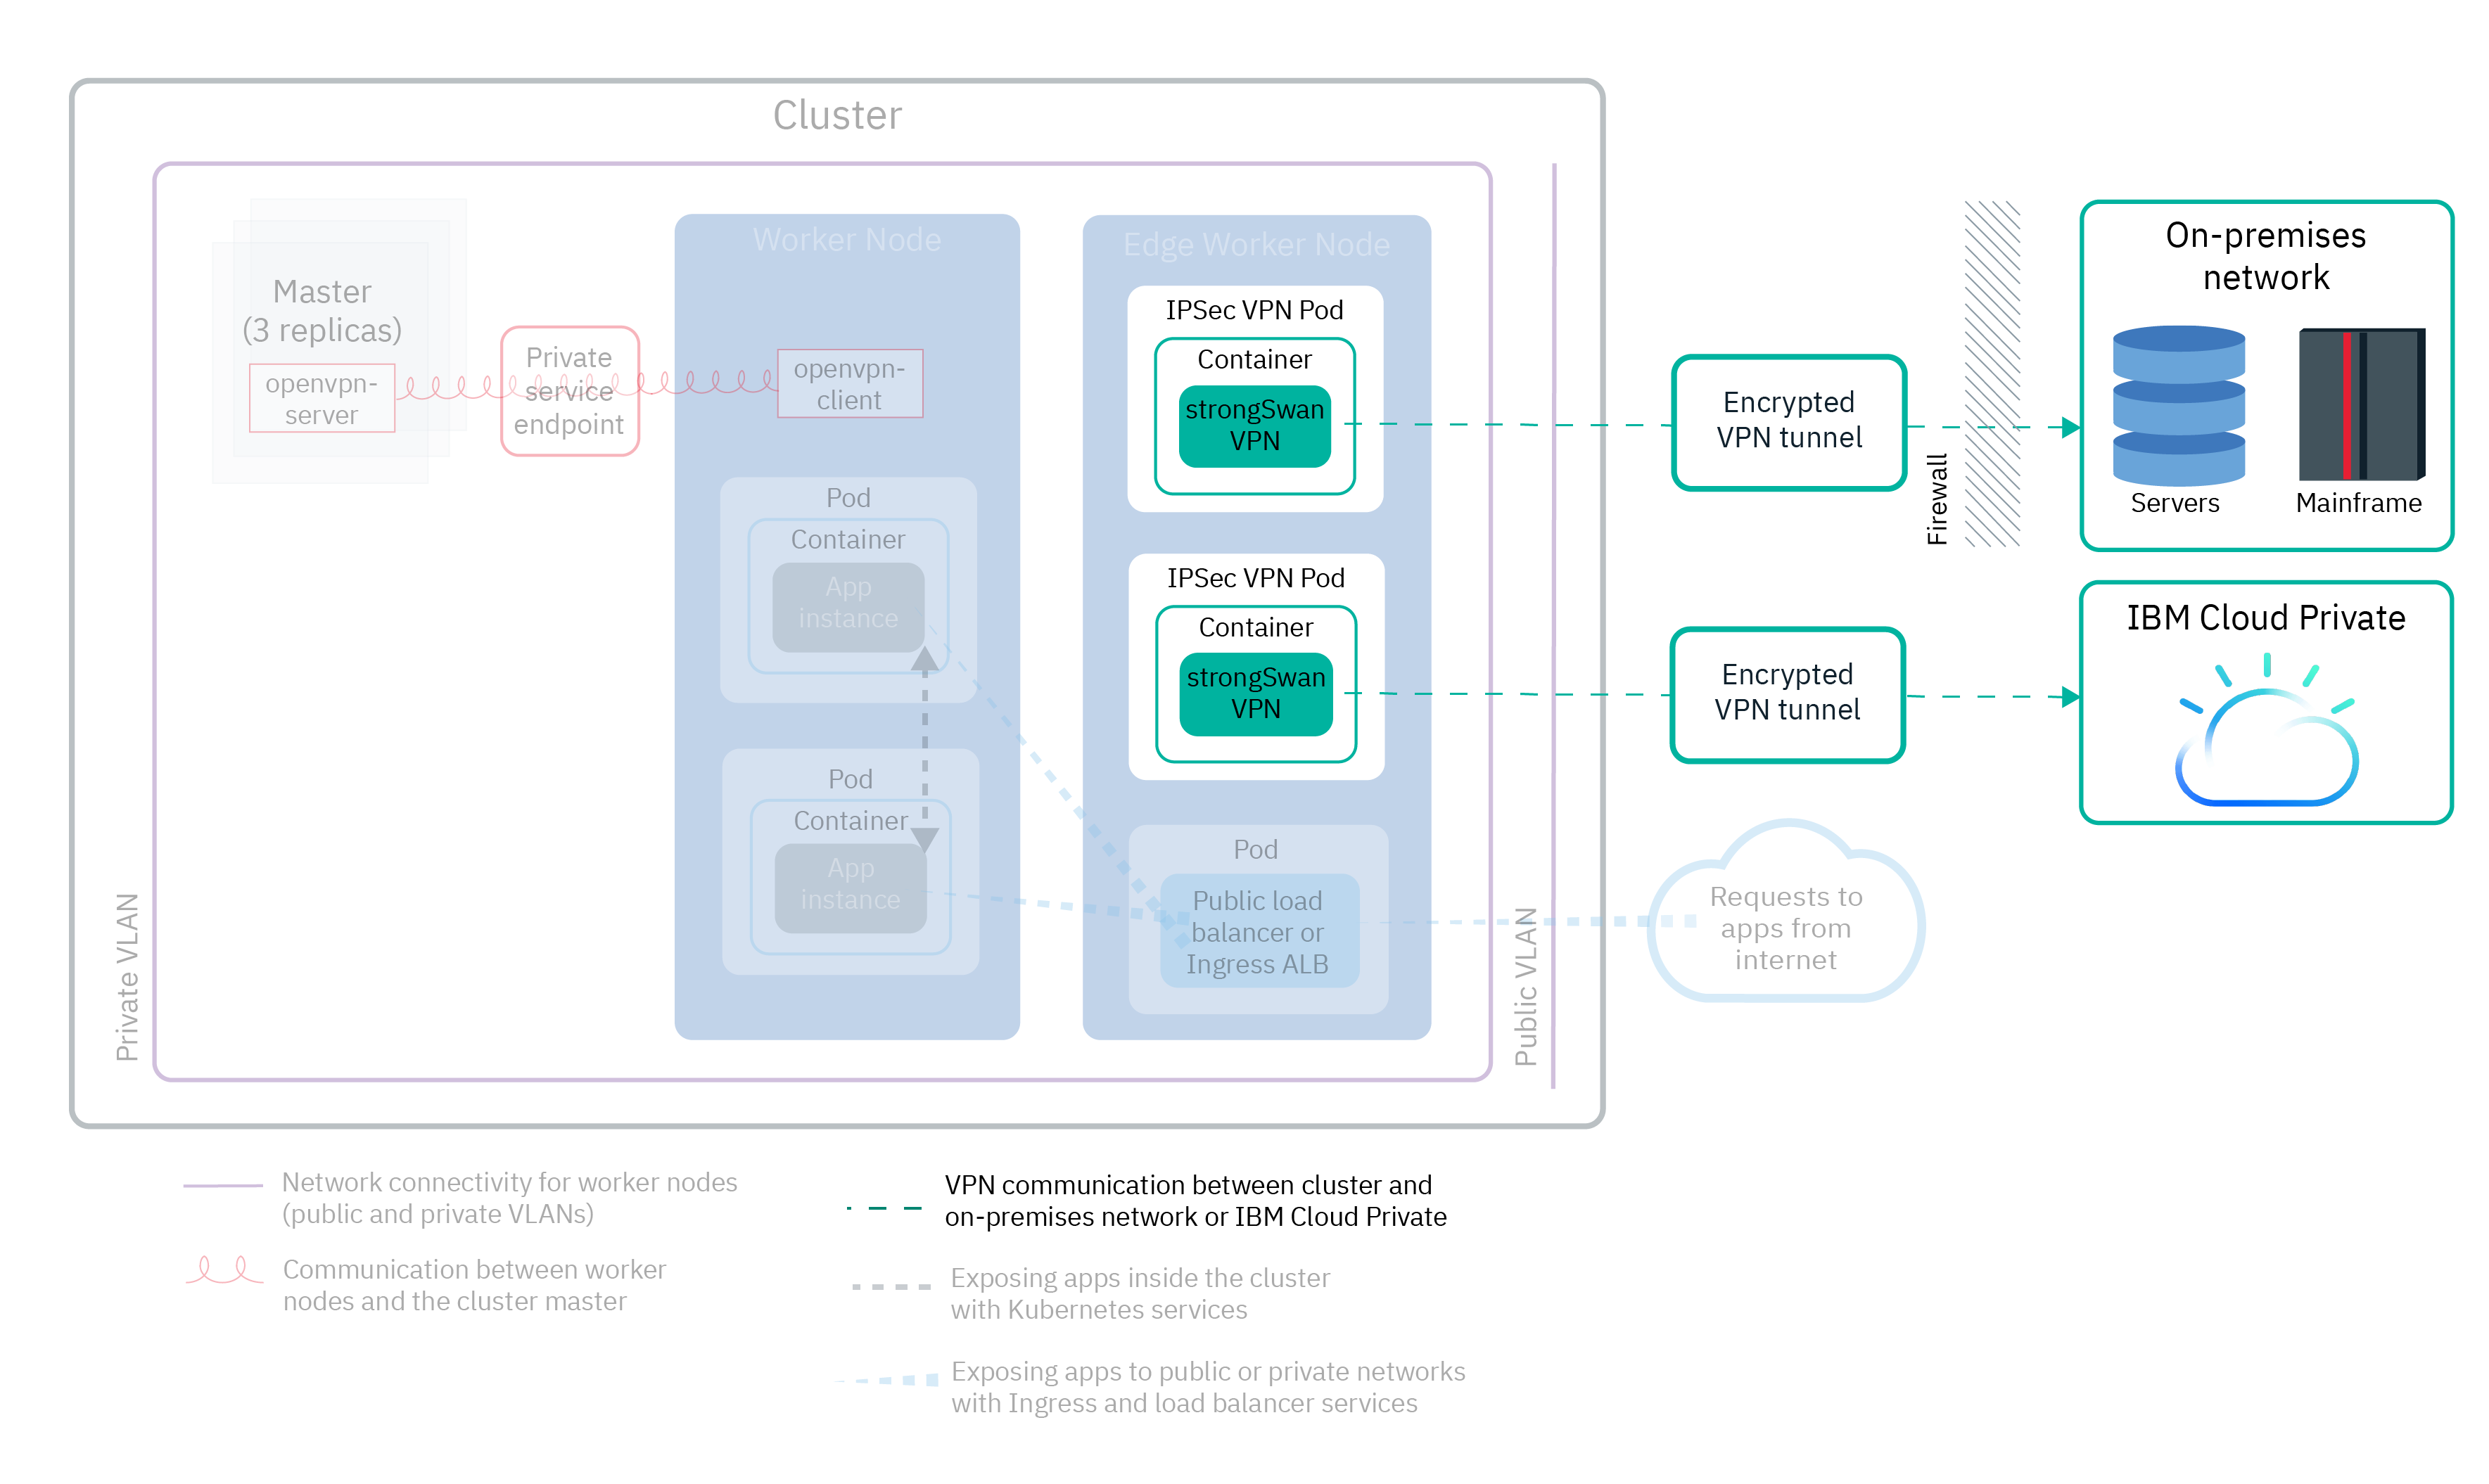 Cluster
Private VLAN
Master
(3 replicas)
openvpn-
server
Private
service
endpoint
Worker Node
openvpn-
client
Pod
Container
App
instance
Pod
Container
App
instance
Edge Worker Node
IPSec VPN Pod
Container
strongSwan
VPN
IPSec VPN Pod
Container
strongSwan
VPN
Pod
Public load
balancer or
Ingress ALB
Public VLAN
Encrypted
VPN tunnel
Firewall
On-premises
network
Servers
Mainframe
Encrypted
VPN tunnel
IBM Cloud Private
Requests to
apps from
internet
Network connectivity for worker nodes
(public and private VLANs)
Communication between worker
nodes and the cluster master
VPN communication between cluster and
on-premises network or IBM Cloud Private
Exposing apps inside the cluster
with Kubernetes services
Exposing apps to public or private networks
with Ingress and load balancer services